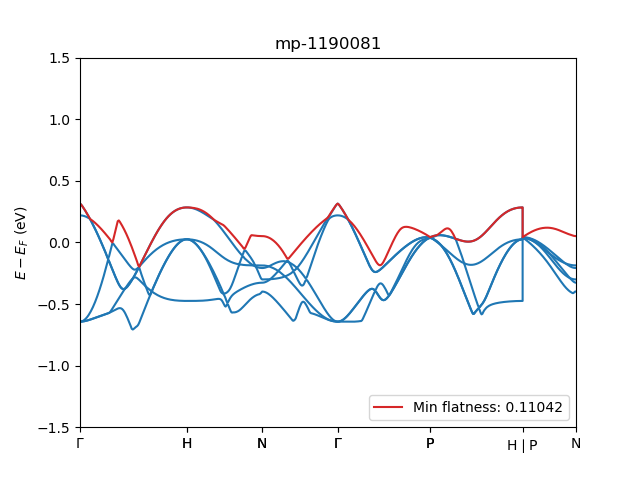 mp-1190081
E − E_F (eV)
1.5
1.0
0.5
0.0
−0.5
−1.0
−1.5
Min flatness: 0.11042
Γ H N Γ P H | P N